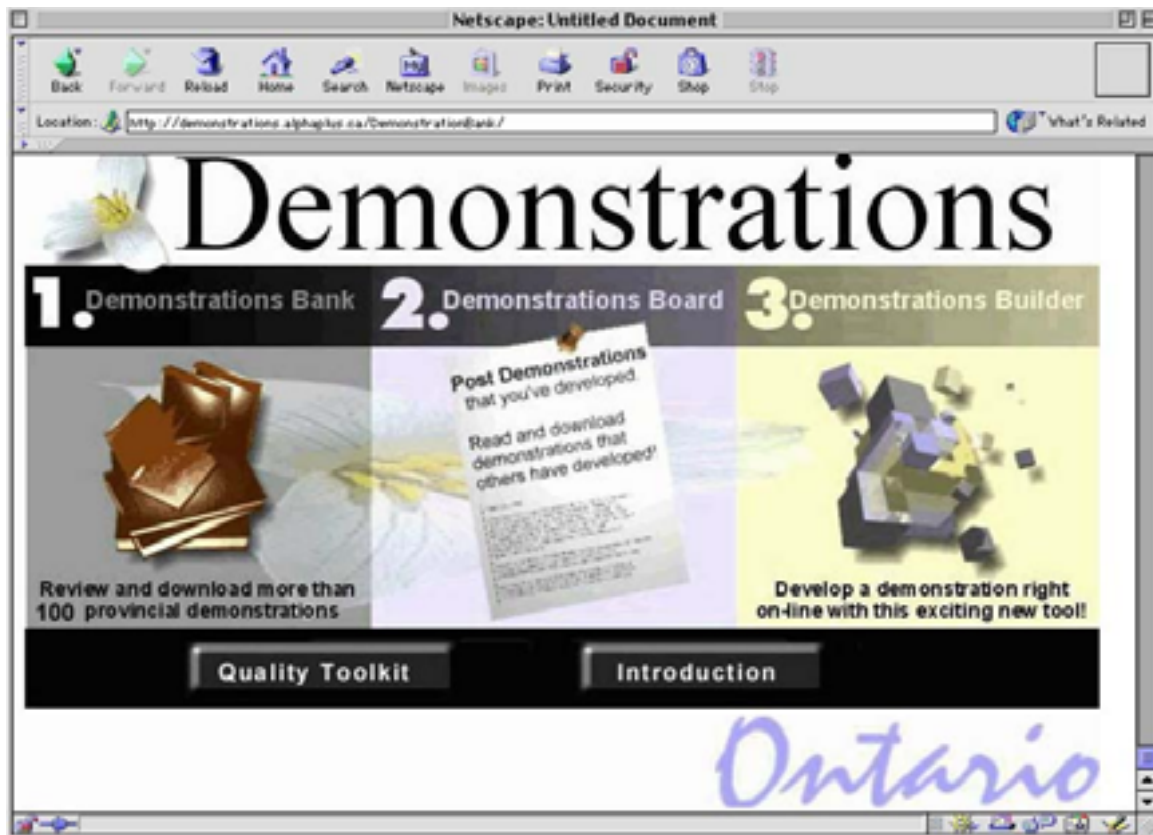 Netscape: Untitled Document
Back Forward Reload Home Search Netscape Images Print Security Shop Stop
Location: http://demonstrations.alphaplus.ca/DemonstrationBank/ What's Related
Demonstrations
1. Demonstrations Bank
2. Demonstrations Board
3. Demonstrations Builder
Post Demonstrations
that you've developed.
Read and download
demonstrations that
others have developed!
Review and download more than
100 provincial demonstrations
Develop a demonstration right
on-line with this exciting new tool!
Quality Toolkit
Introduction
Ontario